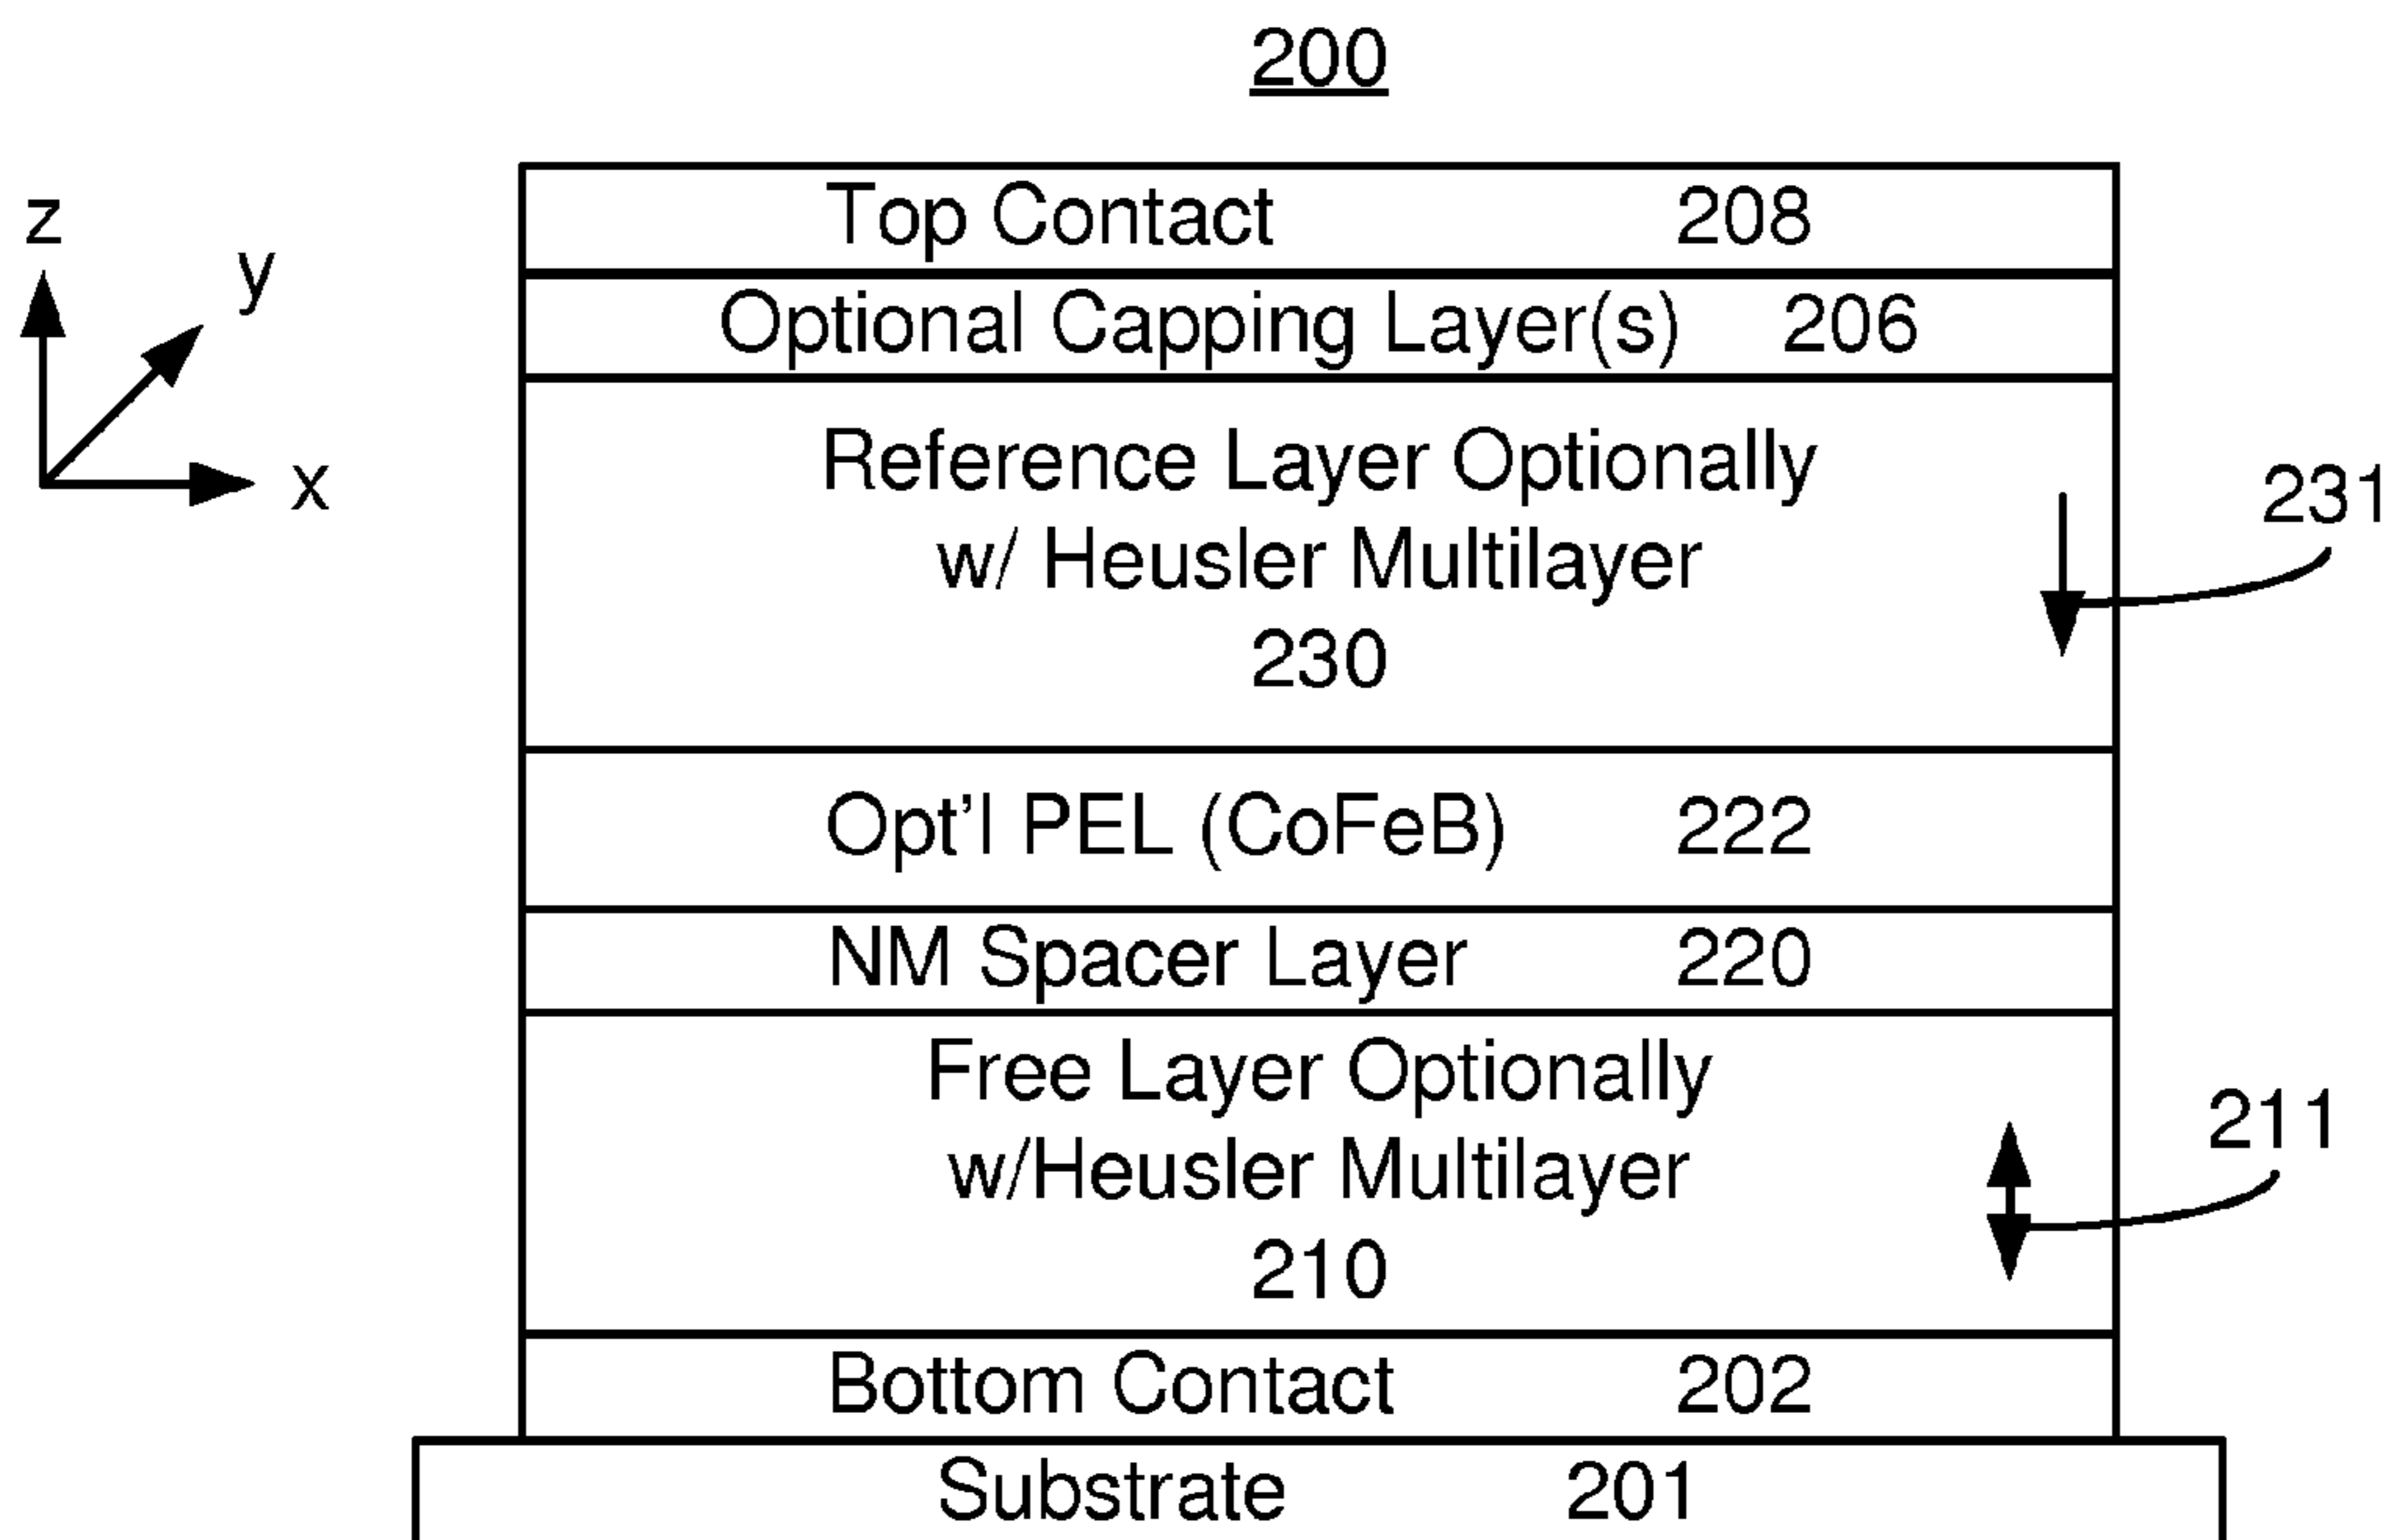 200
z
y
x
Top Contact 208
Optional Capping Layer(s) 206
Reference Layer Optionally
w/ Heusler Multilayer
230
231
Opt'l PEL (CoFeB) 222
NM Spacer Layer 220
Free Layer Optionally
w/Heusler Multilayer
210
211
Bottom Contact 202
Substrate 201